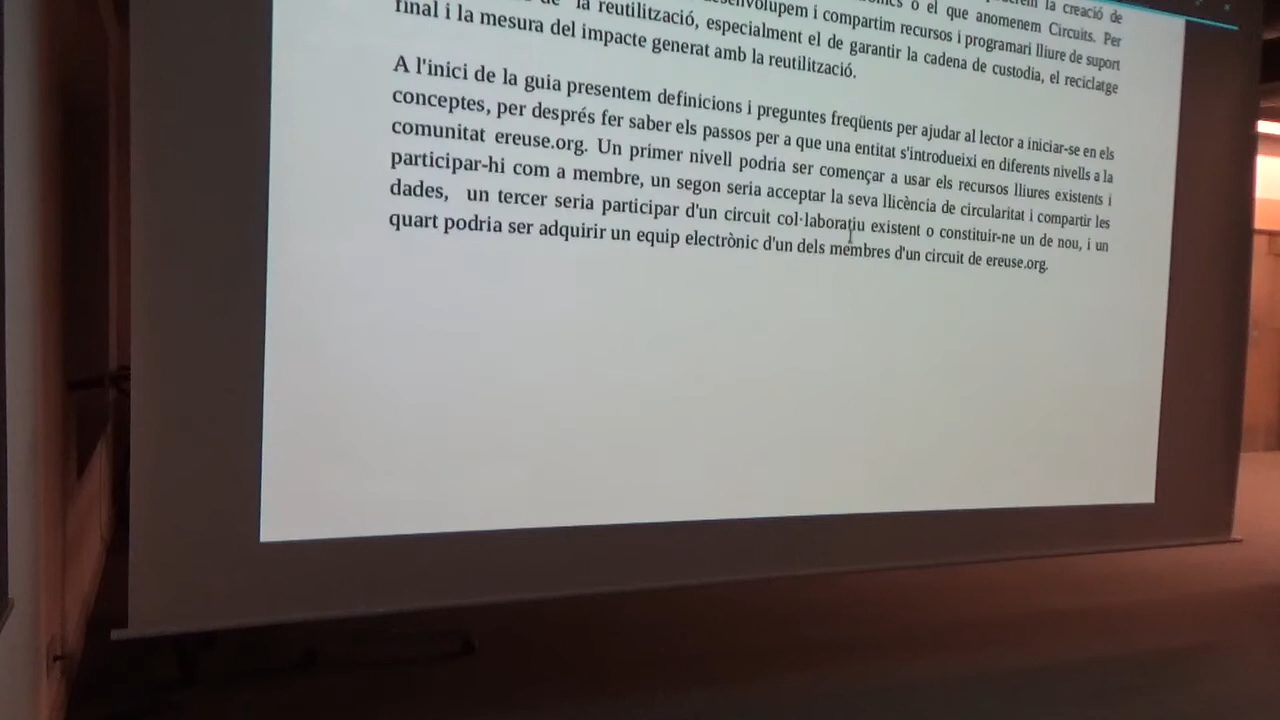 la creació de
o el que anomenem Circuits. Per
la reutilització, especialment el de garantir la cadena de custodia, el reciclatge
i compartim recursos i programari lliure de suport
final i la mesura del impacte generat amb la reutilització.
A l'inici de la guia presentem definicions i preguntes freqüents per ajudar al lector a iniciar-se en els
conceptes, per després fer saber els passos per a que una entitat s'introdueixi en diferents nivells a la
comunitat ereuse.org. Un primer nivell podria ser començar a usar els recursos lliures existents i
participar-hi com a membre, un segon seria acceptar la seva llicència de circularitat i compartir les
dades, un tercer seria participar d'un circuit col·laboratiu existent o constituir-ne un de nou, i un
quart podria ser adquirir un equip electrònic d'un dels membres d'un circuit de ereuse.org.